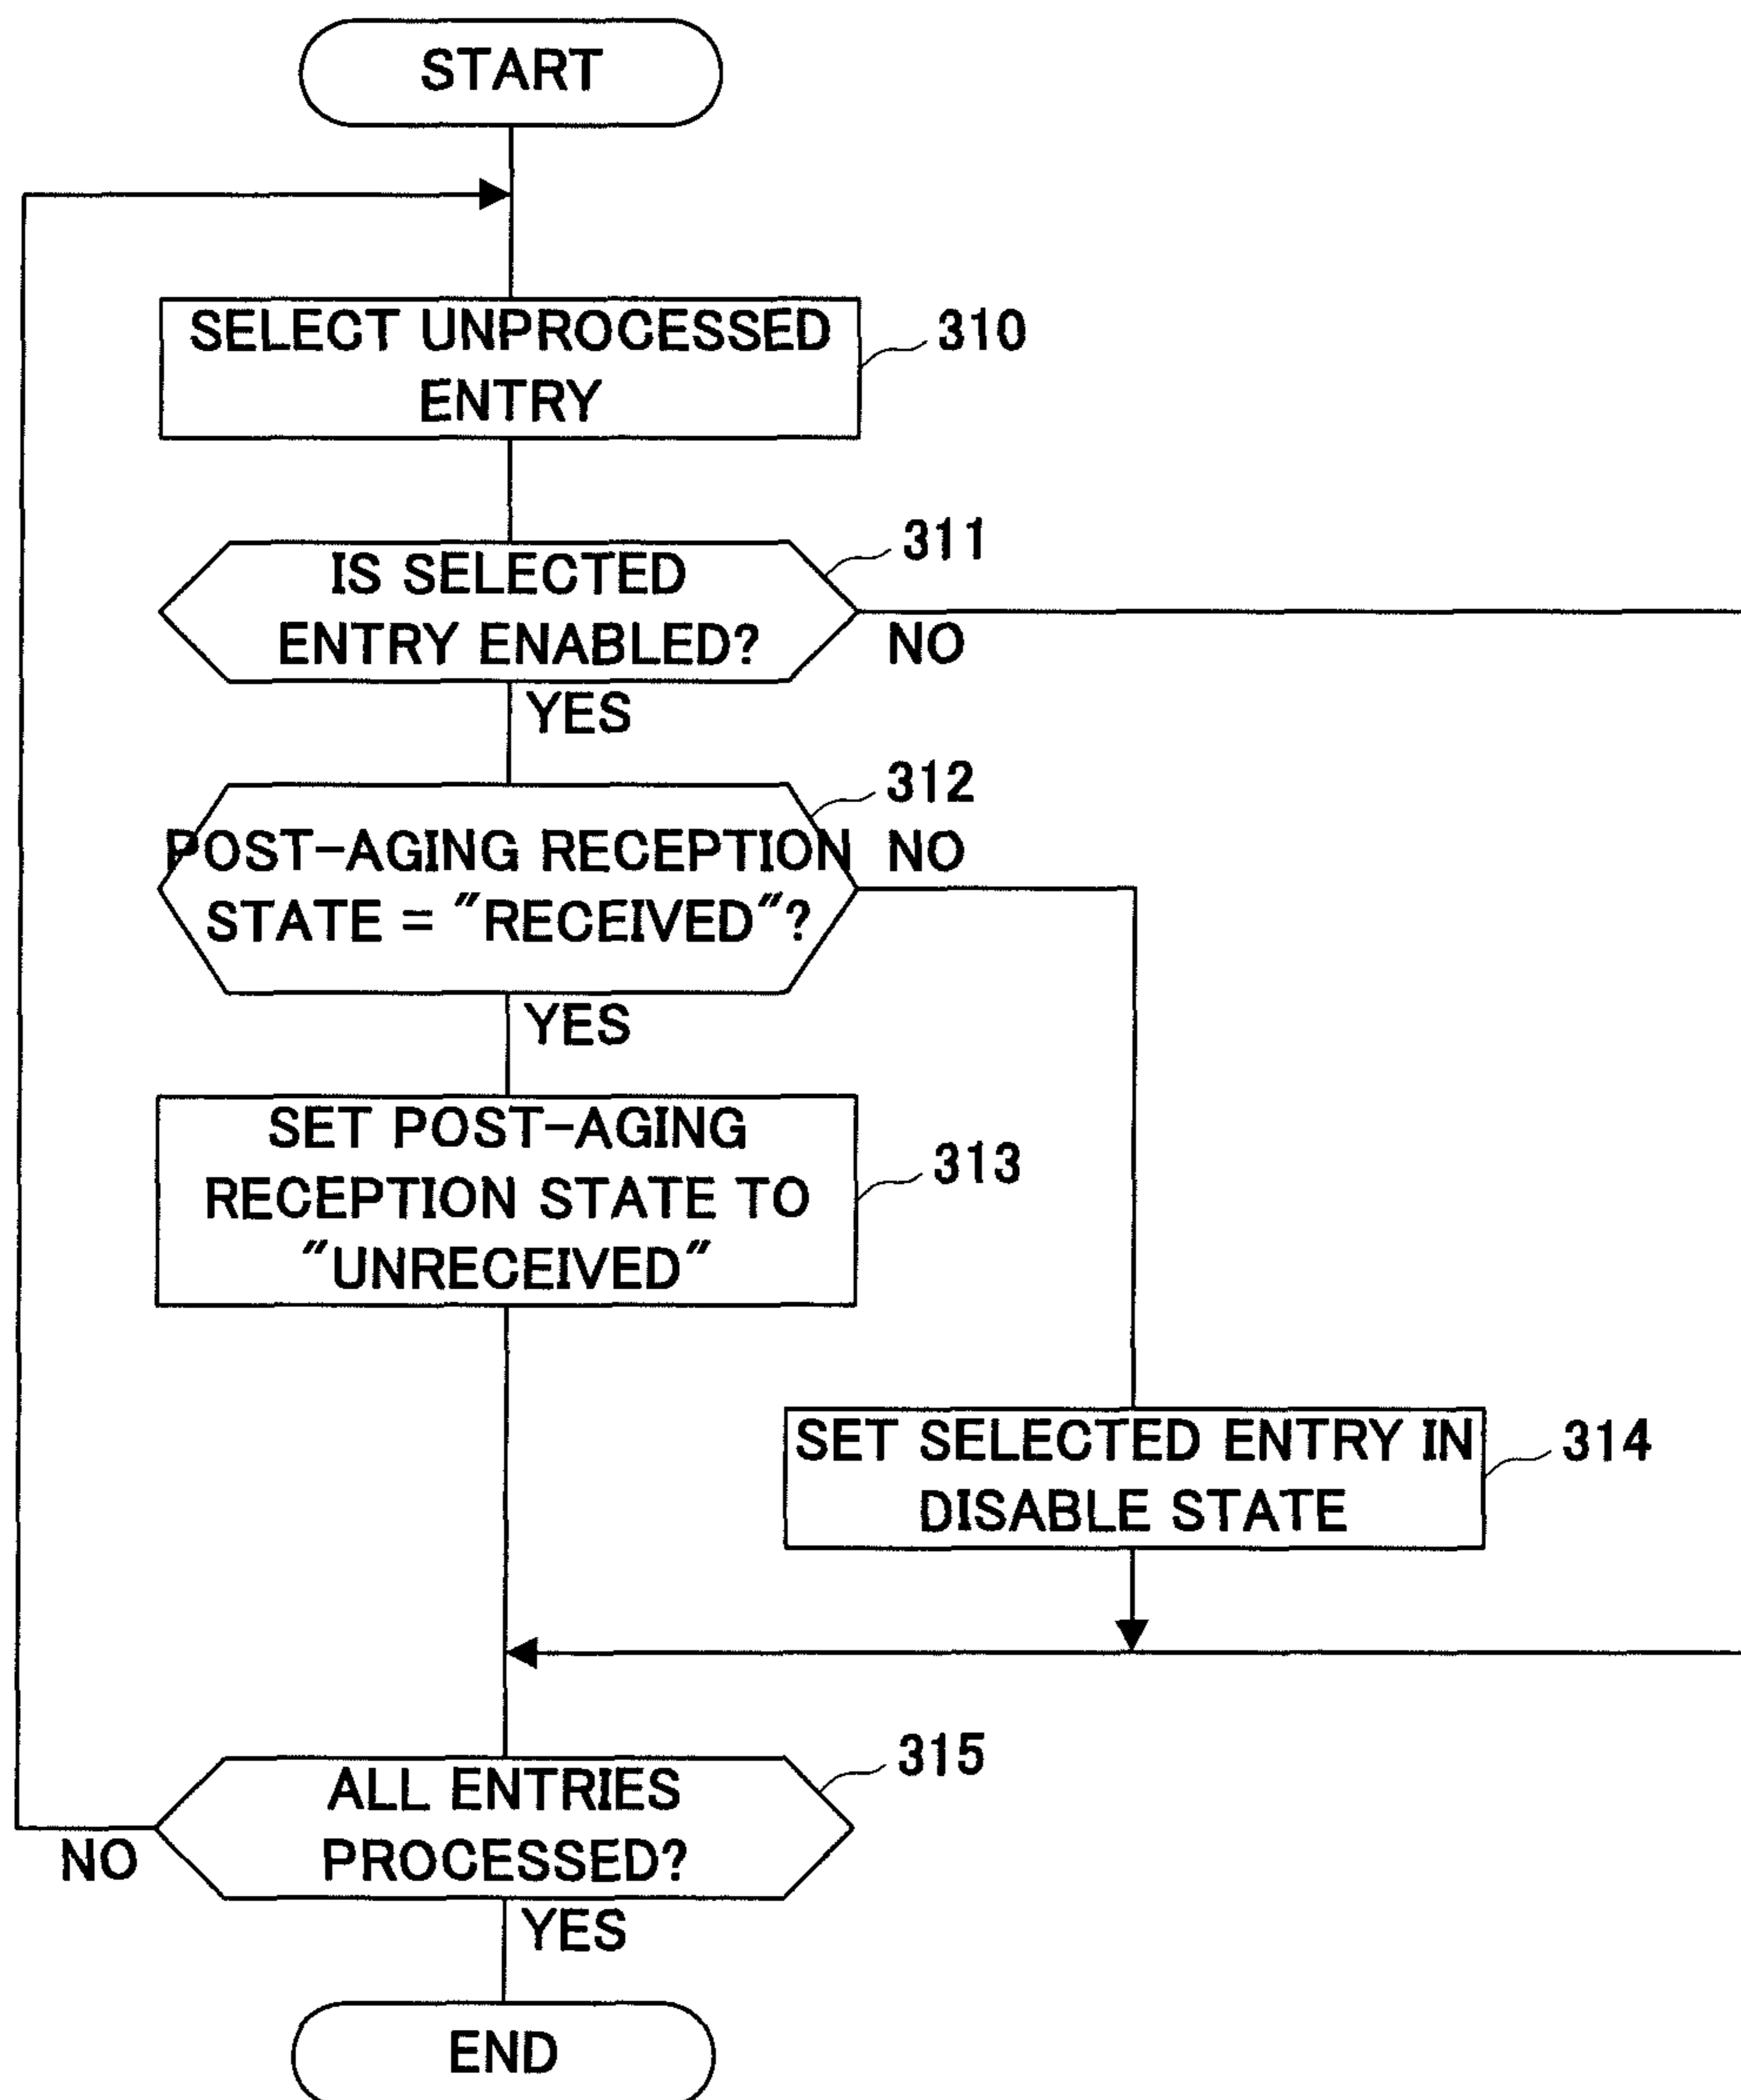 START
SELECT UNPROCESSED
ENTRY
310
IS SELECTED
ENTRY ENABLED?
311
NO
YES
POST-AGING RECEPTION
STATE = "RECEIVED"?
312
NO
YES
SET POST-AGING
RECEPTION STATE TO
"UNRECEIVED"
313
SET SELECTED ENTRY IN
DISABLE STATE
314
ALL ENTRIES
PROCESSED?
315
NO
YES
END